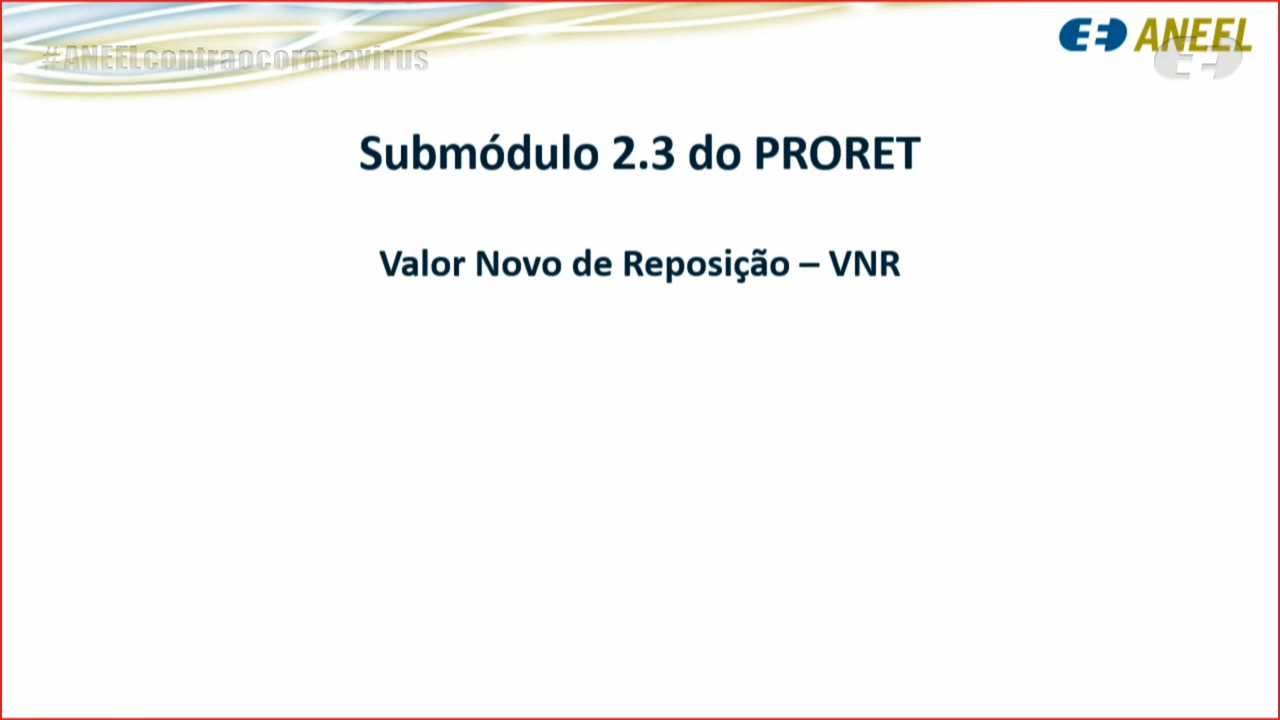 #ANEELcontraocoronavirus
ANEEL
Submódulo 2.3 do PRORET
Valor Novo de Reposição – VNR